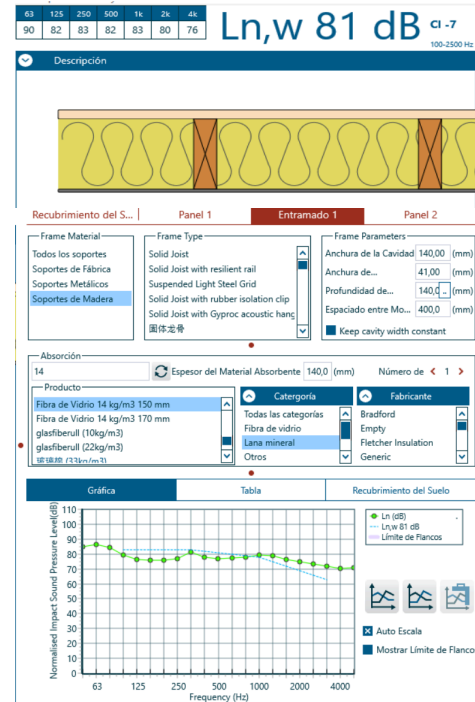 63 125 250 500 1k 2k 4k
90 82 83 82 83 80 76
Ln,w 81 dB CI -7
100-2500 Hz
Descripción
Recubrimiento del S... Panel 1 Entramado 1 Panel 2
Frame Material
Todos los soportes
Soportes de Fábrica
Soportes Metálicos
Soportes de Madera
Frame Type
Solid Joist
Solid Joist with resilient rail
Suspended Light Steel Grid
Solid Joist with rubber isolation clip
Solid Joist with Gyproc acoustic hang
固体龙骨
Frame Parameters
Anchura de la Cavidad 140,00 (mm)
Anchura de... 41,00 (mm)
Profundidad de... 140,0 .. (mm)
Espaciado entre Mo... 400,0 (mm)
Keep cavity width constant
Absorción
14 Espesor del Material Absorbente 140,0 (mm) Número de < 1 >
Producto
Fibra de Vidrio 14 kg/m3 150 mm
Fibra de Vidrio 14 kg/m3 170 mm
glasfiberull (10kg/m3)
glasfiberull (22kg/m3)
玻璃棉 (33kg/m3)
Catergoría
Todas las categorías
Fibra de vidrio
Lana mineral
Otros
Fabricante
Bradford
Empty
Fletcher Insulation
Generic
Gráfica Tabla Recubrimiento del Suelo
Normalised Impact Sound Pressure Level(dB)
110
100
90
80
70
60
50
40
30
20
10
0
63 125 250 500 1000 2000 4000
Frequency (Hz)
Ln (dB)
Ln,w 81 dB
Límite de Flancos
Auto Escala
Mostrar Límite de Flanco